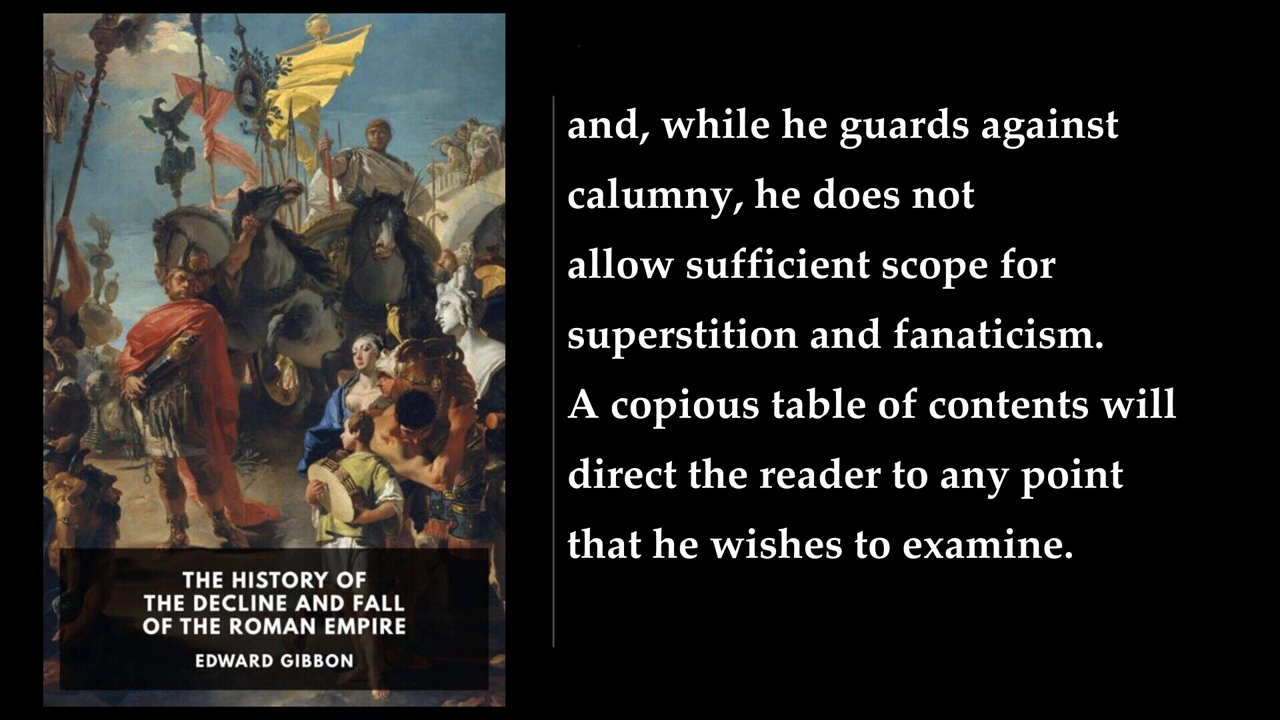 and, while he guards against
calumny, he does not
allow sufficient scope for
superstition and fanaticism.
A copious table of contents will
direct the reader to any point
that he wishes to examine.
THE HISTORY OF
THE DECLINE AND FALL
OF THE ROMAN EMPIRE
EDWARD GIBBON